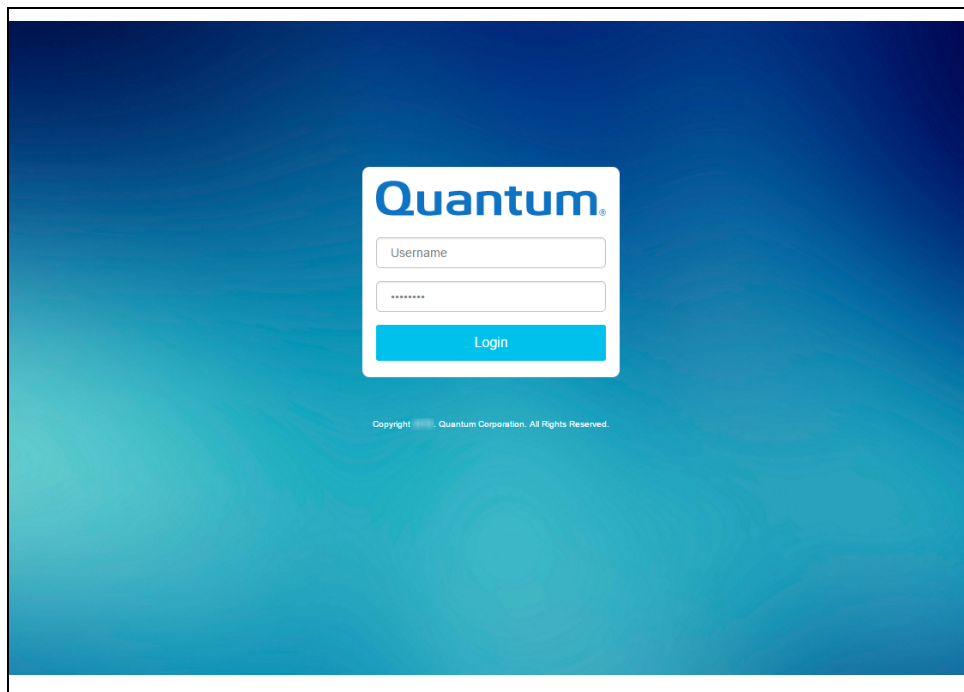 Quantum®
Username
••••••••
Login
Copyright . Quantum Corporation. All Rights Reserved.